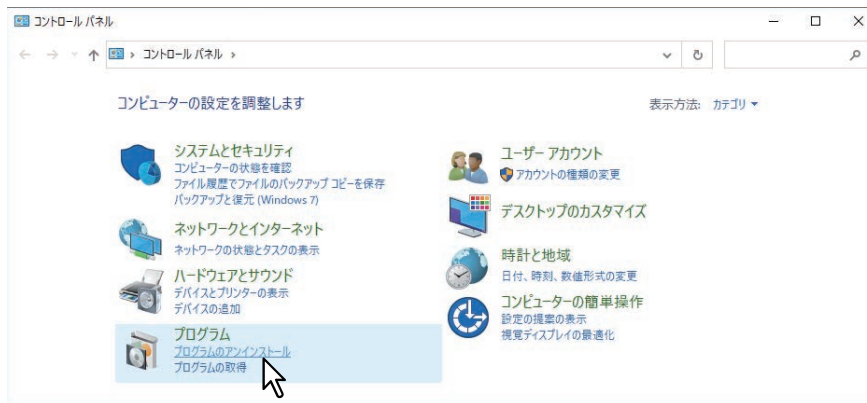 コントロール パネル
コントロール パネル
コンピューターの設定を調整します
表示方法: カテゴリ
システムとセキュリティ
コンピューターの状態を確認
ファイル履歴でファイルのバックアップ コピーを保存
バックアップと復元 (Windows 7)
ネットワークとインターネット
ネットワークの状態とタスクの表示
ハードウェアとサウンド
デバイスとプリンターの表示
デバイスの追加
プログラム
プログラムのアンインストール
プログラムの取得
ユーザー アカウント
アカウントの種類の変更
デスクトップのカスタマイズ
時計と地域
日付、時刻、数値形式の変更
コンピューターの簡単操作
設定の提案の表示
視覚ディスプレイの最適化